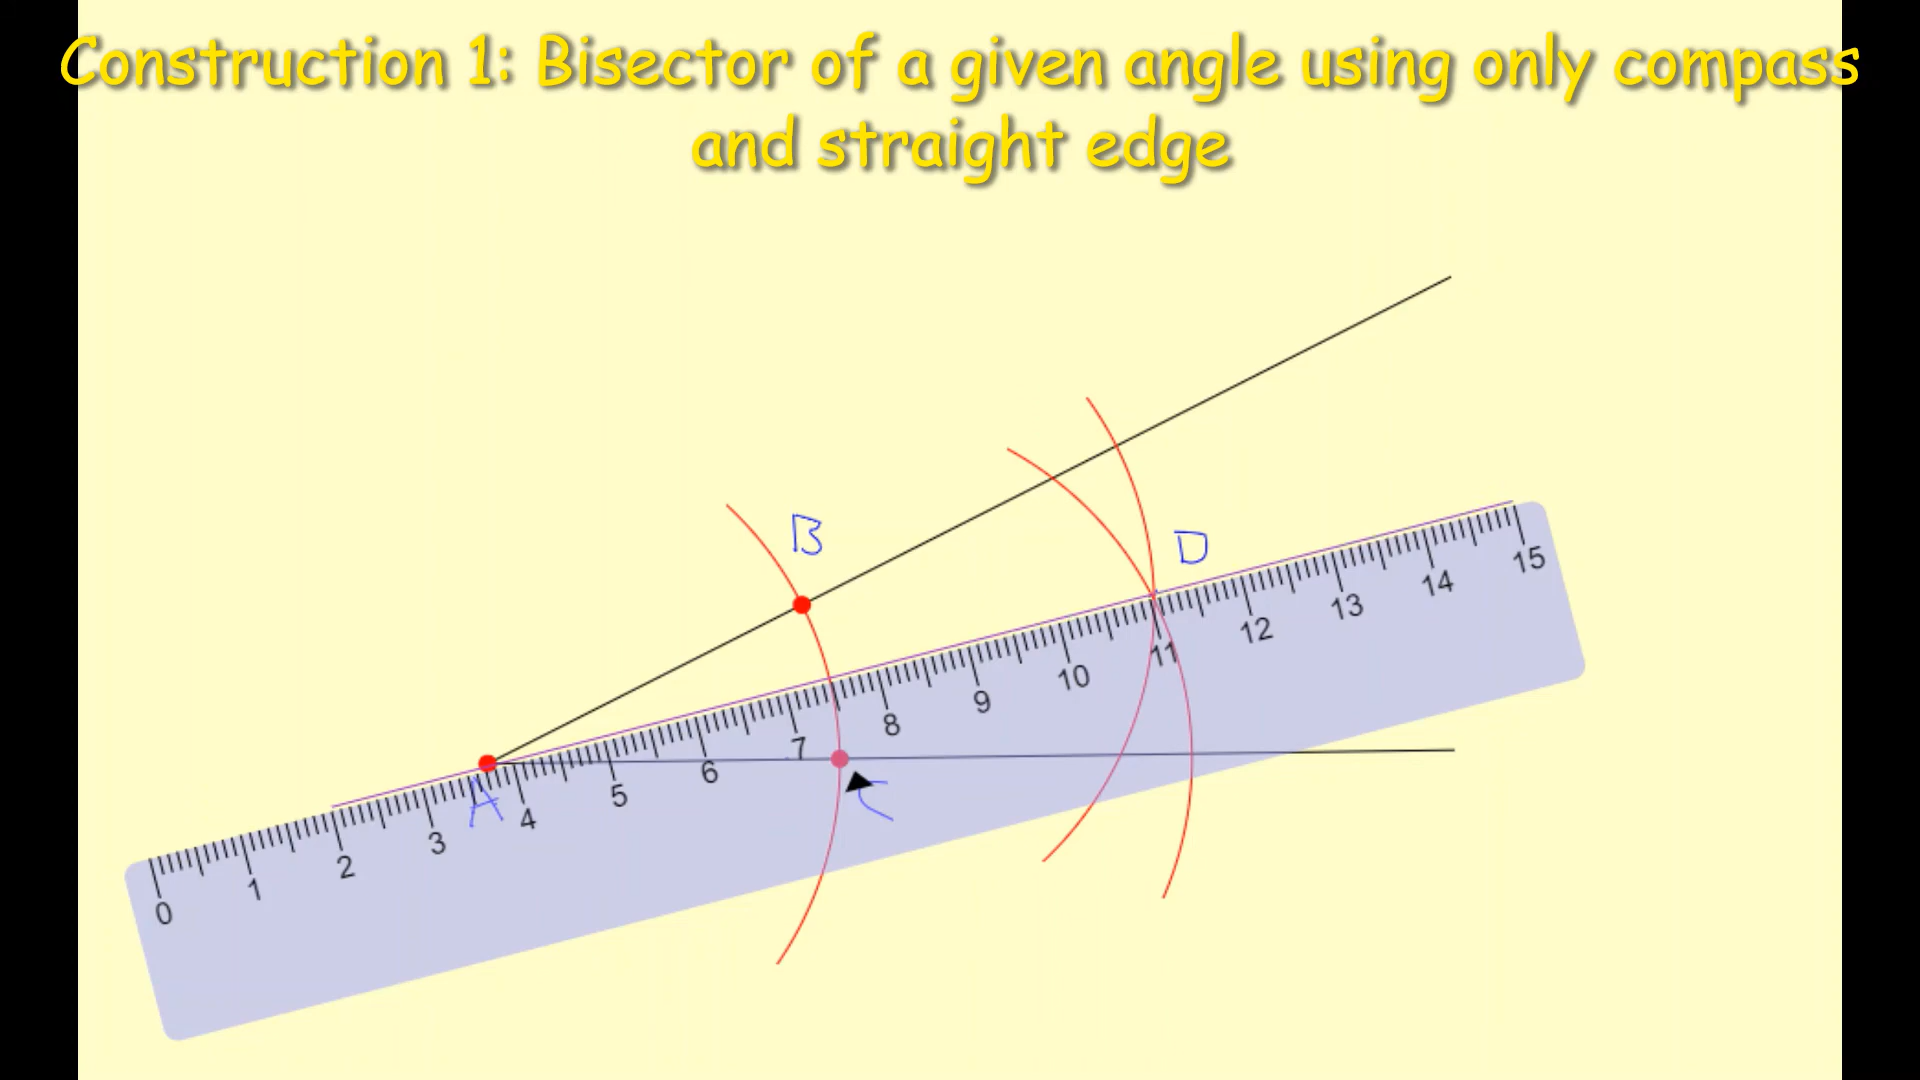 Construction 1: Bisector of a given angle using only compass
and straight edge
B
D
A
C
0 1 2 3 4 5 6 7 8 9 10 11 12 13 14 15